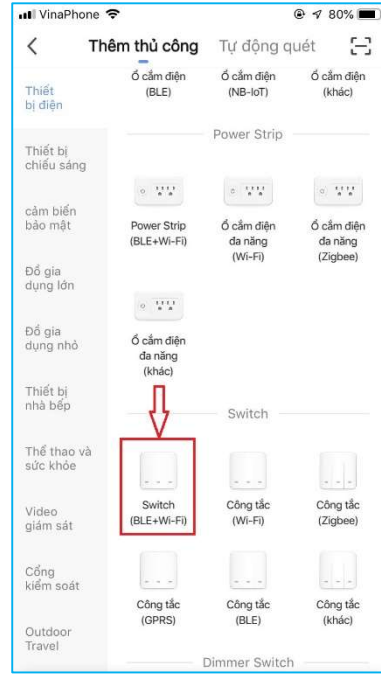 VinaPhone 80%
Thêm thủ công Tự động quét
Thiết
bị điện
Thiết bị
chiếu sáng
cảm biến
bảo mật
Đồ gia
dụng lớn
Đồ gia
dụng nhỏ
Thiết bị
nhà bếp
Thể thao và
sức khỏe
Video
giám sát
Cổng
kiểm soát
Outdoor
Travel
Ổ cắm điện
(BLE)
Ổ cắm điện
(NB-IoT)
Ổ cắm điện
(khác)
Power Strip
Power Strip
(BLE+Wi-Fi)
Ổ cắm điện
đa năng
(Wi-Fi)
Ổ cắm điện
đa năng
(Zigbee)
Ổ cắm điện
đa năng
(khác)
Switch
Switch
(BLE+Wi-Fi)
Công tắc
(Wi-Fi)
Công tắc
(Zigbee)
Công tắc
(GPRS)
Công tắc
(BLE)
Công tắc
(khác)
Dimmer Switch